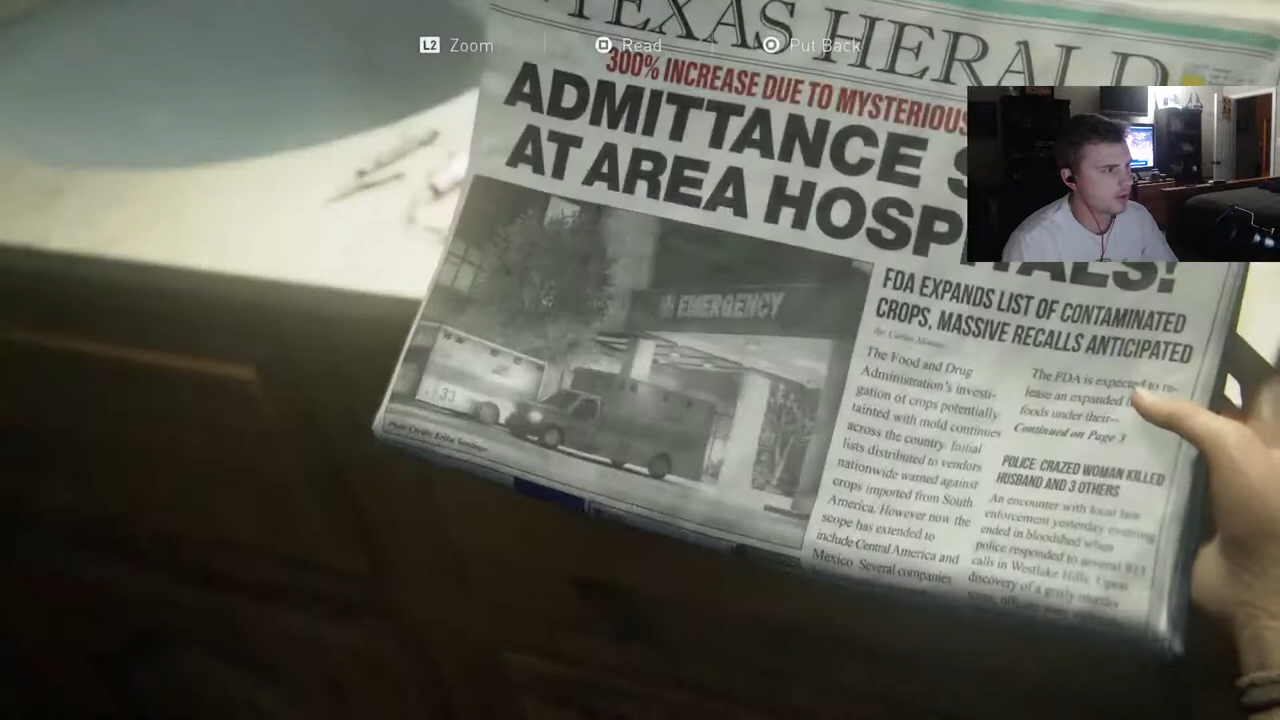 L2 Zoom
Read
Put Back
TEXAS HERALD
300% INCREASE DUE TO MYSTERIOUS
ADMITTANCE
AT AREA HOSPITALS!
EMERGENCY
33
FDA EXPANDS LIST OF CONTAMINATED
CROPS, MASSIVE RECALLS ANTICIPATED
The Food and Drug
Administration's investi-
gation of crops potentially
tainted with mold continues
across the country. Initial
lists distributed to vendors
nationwide warned against
crops imported from South
America. However now the
scope has extended to
include Central America and
Mexico. Several companies
The FDA is expected to re-
lease an expanded
foods under their--
Continued on Page 3
POLICE: CRAZED WOMAN KILLED
HUSBAND AND 3 OTHERS
An encounter with local law
enforcement yesterday evening
ended in bloodshed when
police responded to several 911
calls in Westlake Hills. Upon
discovery of a grisly murder